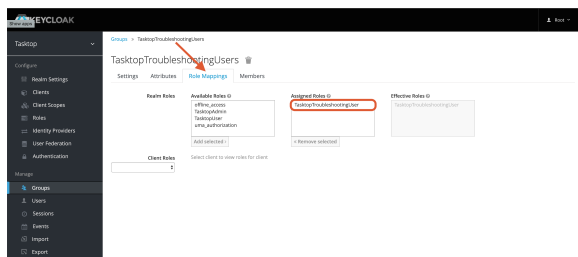 KEYCLOAK
Show apps
Root
Tasktop
Groups > TasktopTroubleshootingUsers
TasktopTroubleshootingUsers
Settings Attributes Role Mappings Members
Configure
Realm Settings
Clients
Client Scopes
Roles
Identity Providers
User Federation
Authentication
Manage
Groups
Users
Sessions
Events
Import
Export
Realm Roles
Available Roles
offline_access
TasktopAdmin
TasktopUser
uma_authorization
Add selected »
Assigned Roles
TasktopTroubleshootingUser
« Remove selected
Effective Roles
TasktopTroubleshootingUser
Client Roles
Select client to view roles for client